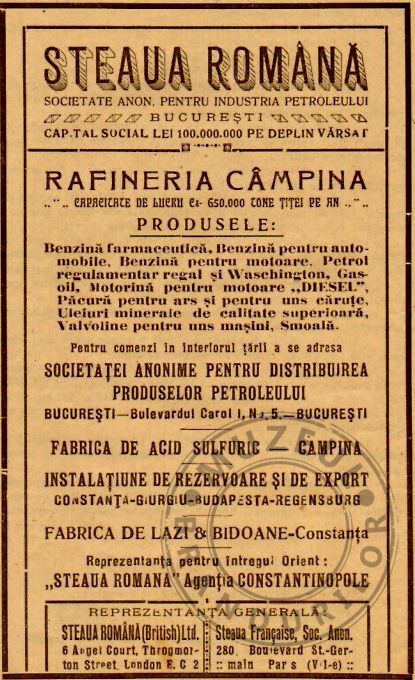 STEAUA ROMÂNĂ
SOCIETATE ANON. PENTRU INDUSTRIA PETROLEULUI
BUCUREȘTI
CAP.TAL SOCIAL LEI 100.000.000 PE DEPLIN VĂRSAT
RAFINERIA CÂMPINA
CAPACITATE DE LUCRU Ca- 650.000 TONE ȚIȚEI PE AN
PRODUSELE:
Benzină farmaceutică, Benzină pentru auto-
mobile, Benzină pentru motoare, Petrol
regulamentar regal și Waschington, Gas-
oil, Motorină pentru motoare „DIESEL",
Păcură pentru ars și pentru uns căruțe,
Uleiuri minerale de calitate superioară,
Valvoline pentru uns mașini, Smoală.
Pentru comenzi în interiorul țării a se adresa
SOCIETAȚEI ANONIME PENTRU DISTRIBUIREA
PRODUSELOR PETROLEULUI
BUCUREȘTI—Bulevardul Carol I, No. 5.—BUCUREȘTI
FABRICA DE ACID SULFURIC — CÂMPINA
INSTALAȚIUNE DE REZERVOARE ȘI DE EXPORT
CONSTANȚA-GIURGIU-BUDAPESTA-REGENSBURG
FABRICA DE LAZI & BIDOANE-Constanța
Reprezentanța pentru întregul Orient:
„STEAUA ROMANA" Agenția CONSTANTINOPOLE
REPREZENTANȚA GENERALĂ:
STEAUA ROMÂNĂ (British) Ltd.
6 Angel Court, Throgmor-
ton Street, London E. C 2
Steaua Française, Soc. Anon.
280, Boulevard St.-Ger-
:: main Paris (VI-e) ::
MUZEUL